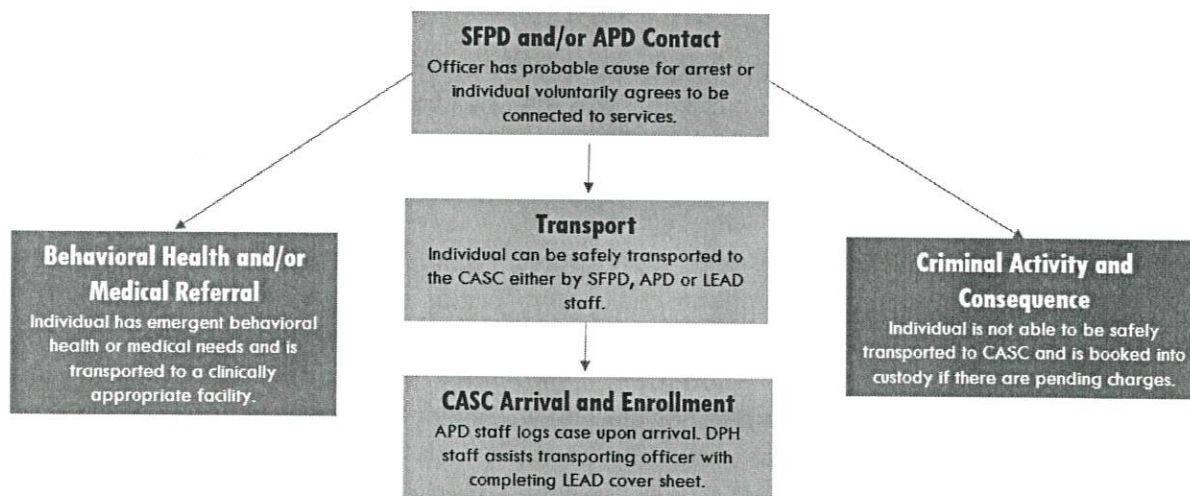 SFPD and/or APD Contact
Officer has probable cause for arrest or
individual voluntarily agrees to be
connected to services.
Transport
Individual can be safely transported to
the CASC either by SFPD, APD or LEAD
staff.
Behavioral Health and/or
Medical Referral
Individual has emergent behavioral
health or medical needs and is
transported to a clinically
appropriate facility.
Criminal Activity and
Consequence
Individual is not able to be safely
transported to CASC and is booked into
custody if there are pending charges.
CASC Arrival and Enrollment
APD staff logs case upon arrival. DPH
staff assists transporting officer with
completing LEAD cover sheet.